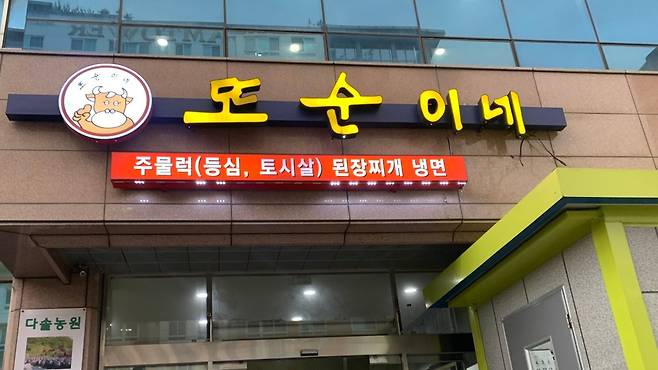 또순이네
주물럭(등심, 토시살) 된장찌개 냉면
다솔농원